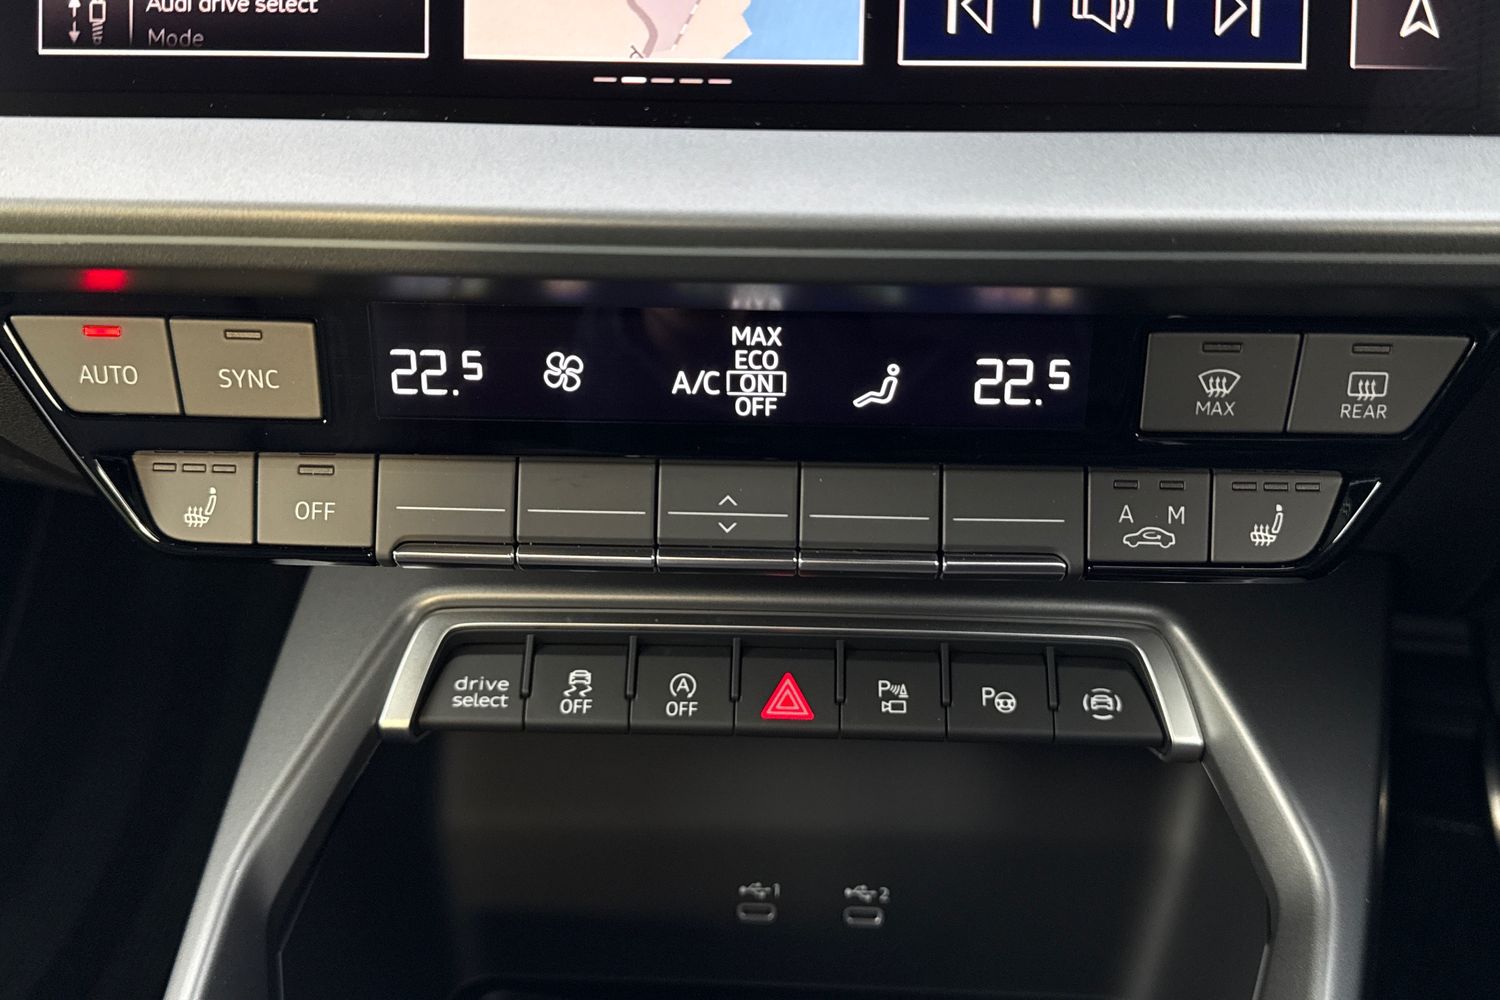 Audi drive select
Mode
AUTO
SYNC
22.5
A/C
MAX
ECO
ON
OFF
22.5
MAX
REAR
OFF
A M
drive
select
OFF
A
OFF
P
P
1
2